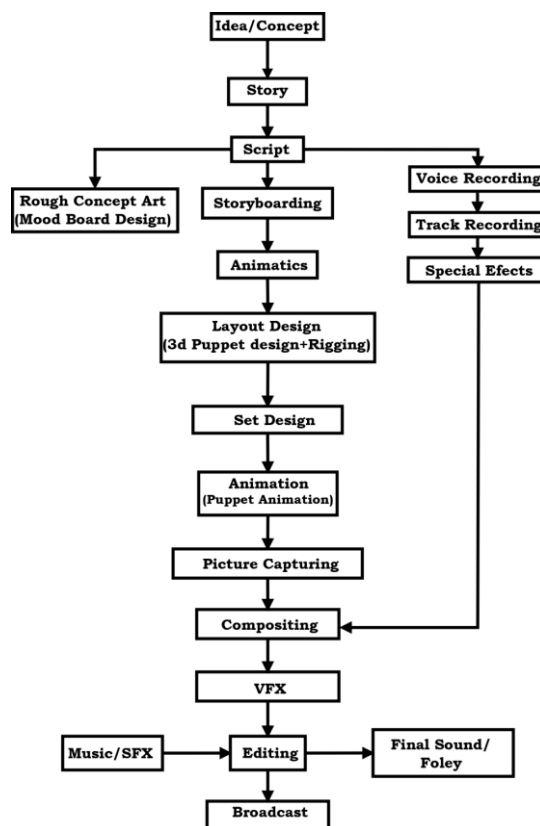 Idea/Concept
Story
Script
Rough Concept Art
(Mood Board Design)
Storyboarding
Voice Recording
Track Recording
Animatics
Special Efects
Layout Design
(3d Puppet design+Rigging)
Set Design
Animation
(Puppet Animation)
Picture Capturing
Compositing
VFX
Music/SFX
Editing
Final Sound/
Foley
Broadcast